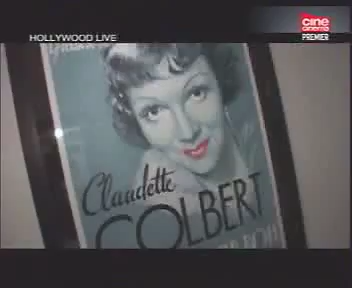 HOLLYWOOD LIVE
cine
cinema
PREMIER
Claudette
COLBERT